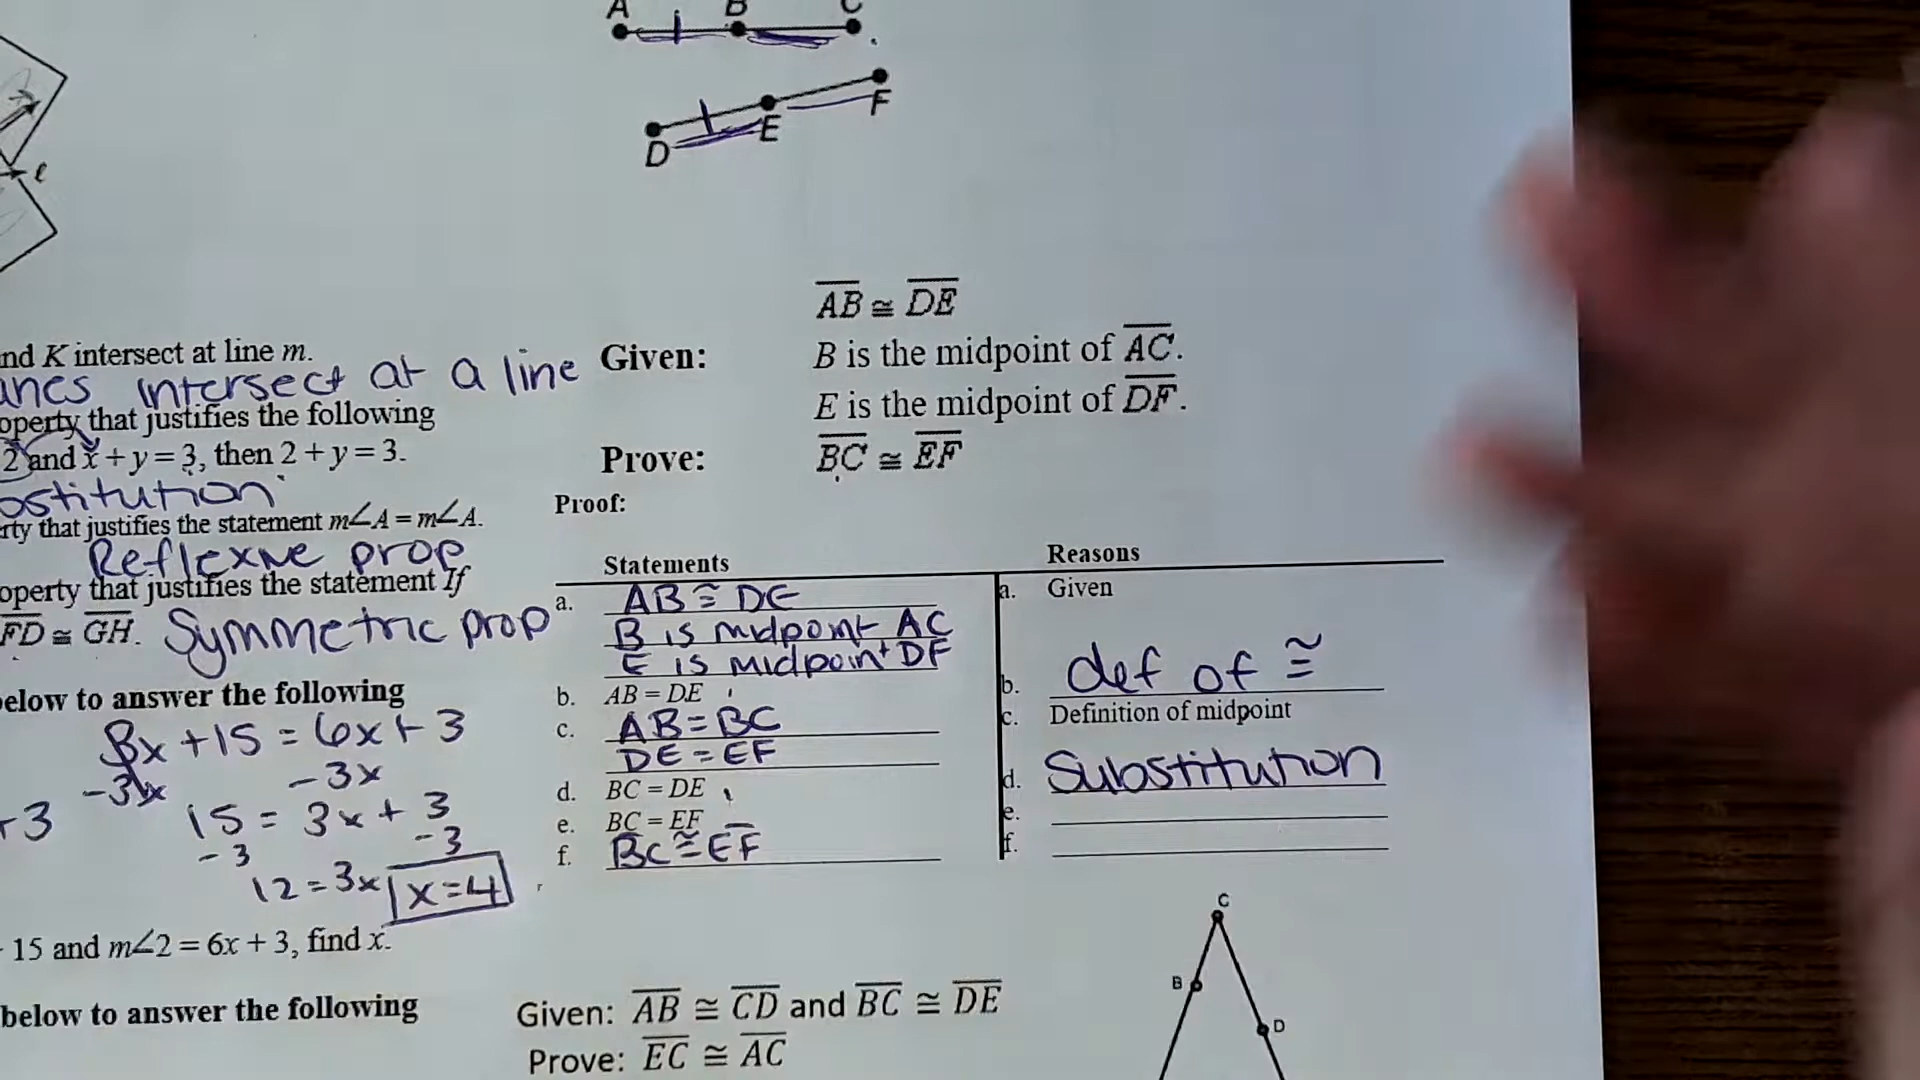 A B C
D E F
ℓ
AB ≅ DE
nd K intersect at line m.
Given: B is the midpoint of AC.
intersect at a line
E is the midpoint of DF.
operty that justifies the following
2 and x + y = 3, then 2 + y = 3.
Prove: BC ≅ EF
ostitution
rty that justifies the statement m∠A = m∠A.
Reflexive prop
operty that justifies the statement If
FD ≅ GH. Symmetric prop
elow to answer the following
3x + 15 = 6x + 3
-3x -3x
+3 15 = 3x + 3
-3 -3
12 = 3x x = 4
15 and m∠2 = 6x + 3, find x.
below to answer the following
Proof:
Statements Reasons
a. AB ≅ DE a. Given
B is midpoint AC
E is midpoint DF
b. AB = DE b. def of ≅
c. AB = BC c. Definition of midpoint
DE = EF
d. BC = DE d. Substitution
e. BC = EF e.
f. BC ≅ EF f.
Given: AB ≅ CD and BC ≅ DE
Prove: EC ≅ AC
C
B
D